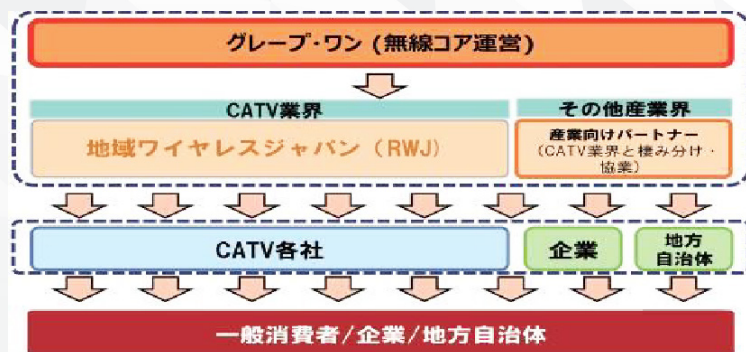 グレープ・ワン (無線コア運営)
CATV業界
その他産業界
地域ワイヤレスジャパン（RWJ）
産業向けパートナー
（CATV業界と棲み分け・
協業）
CATV各社
企業
地方
自治体
一般消費者/企業/地方自治体